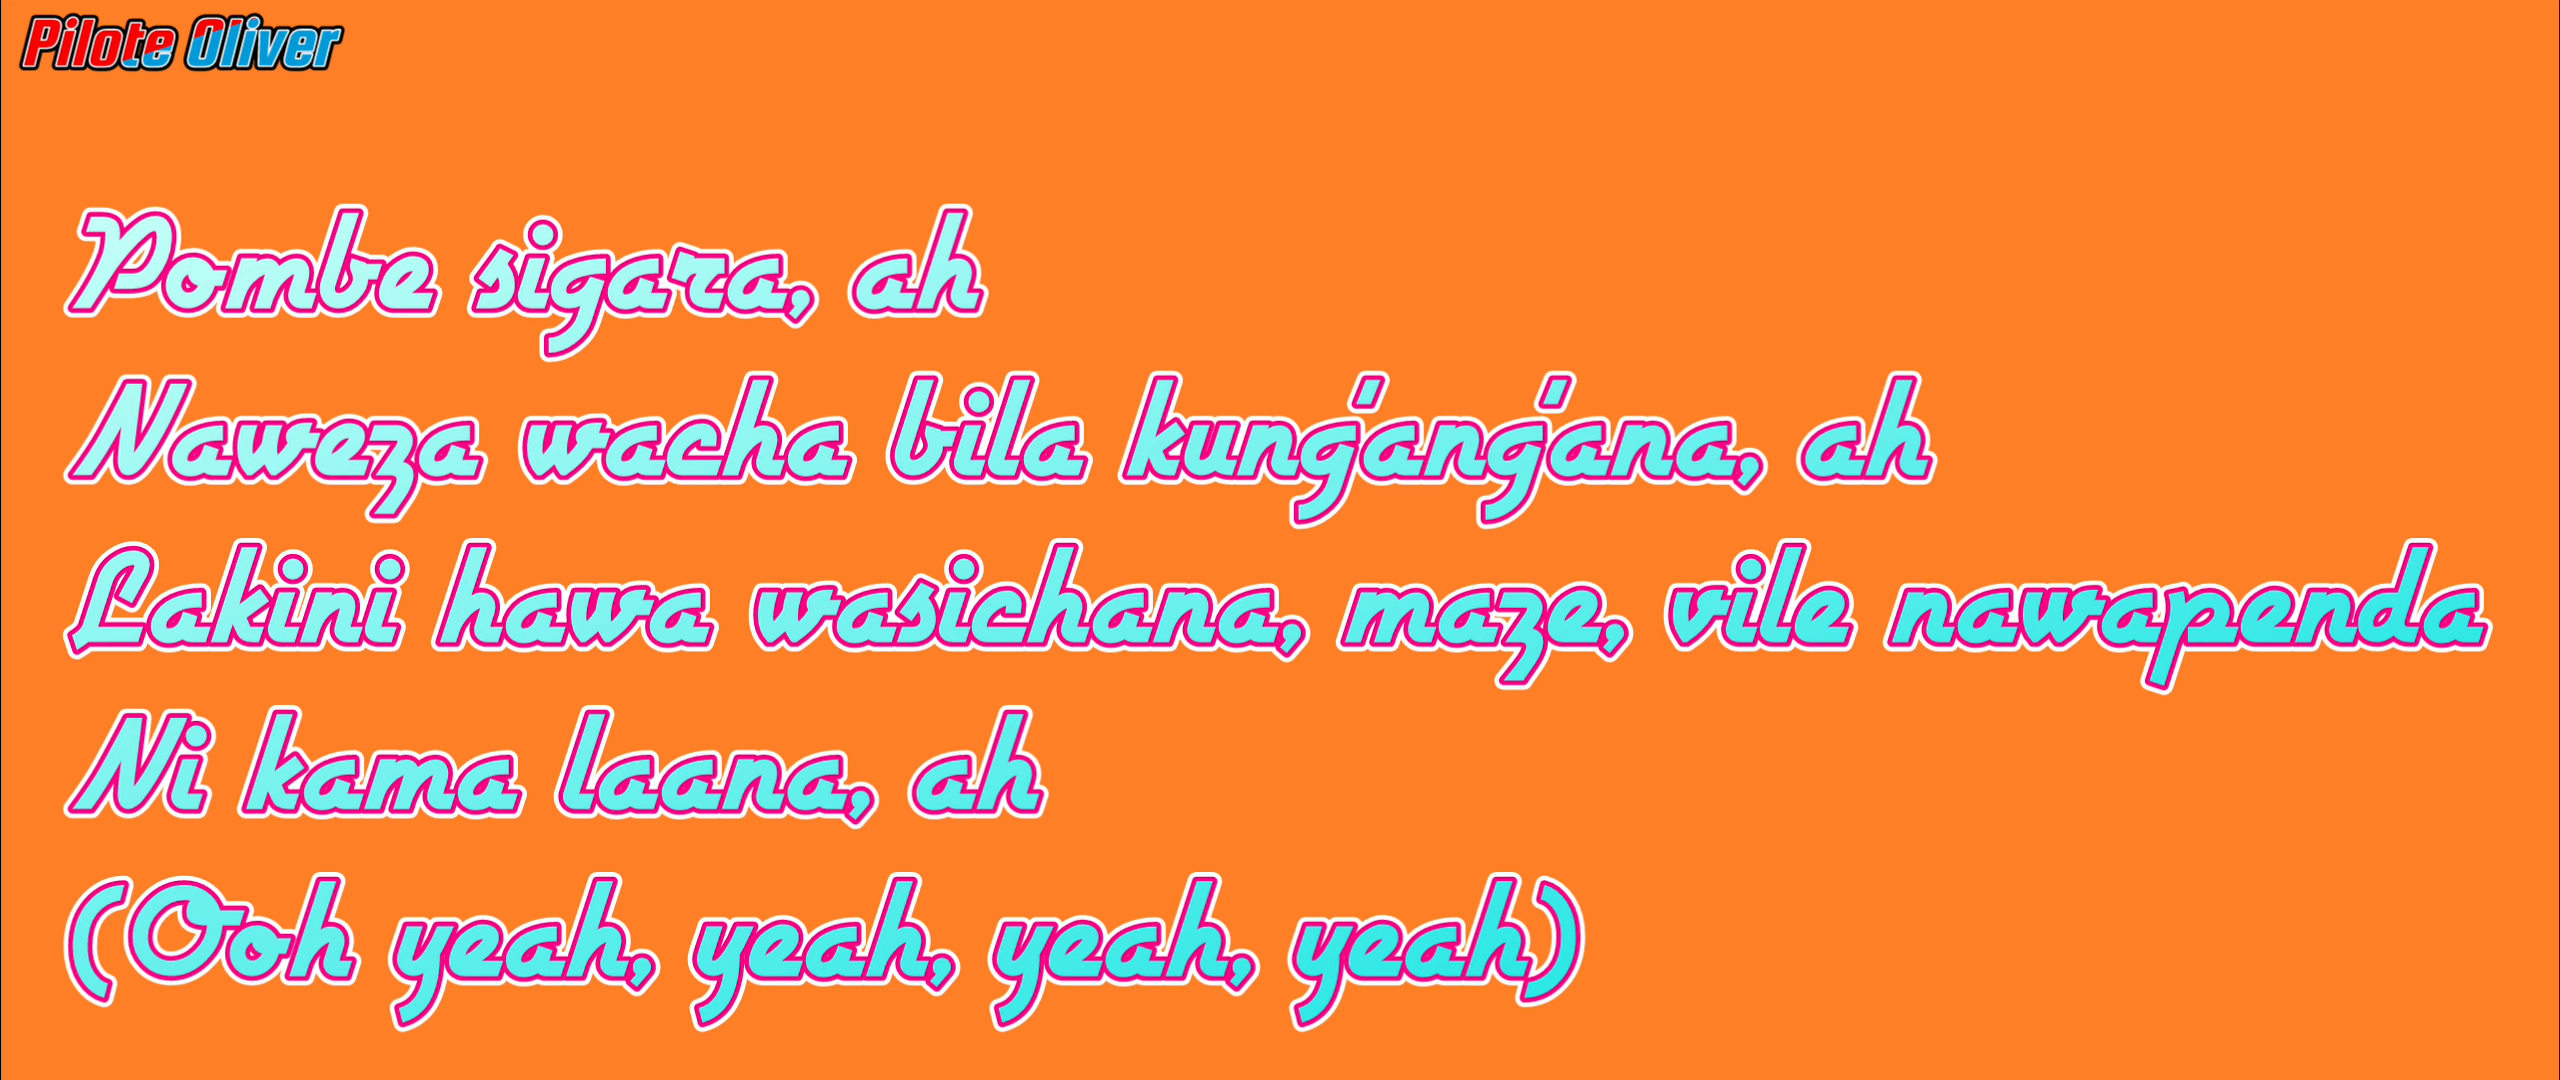 Pilote Oliver
Pombe sigara, ah
Naweza wacha bila kung'ang'ana, ah
Lakini hawa wasichana, maze, vile nawapenda
Ni kama laana, ah
(Ooh yeah, yeah, yeah, yeah)